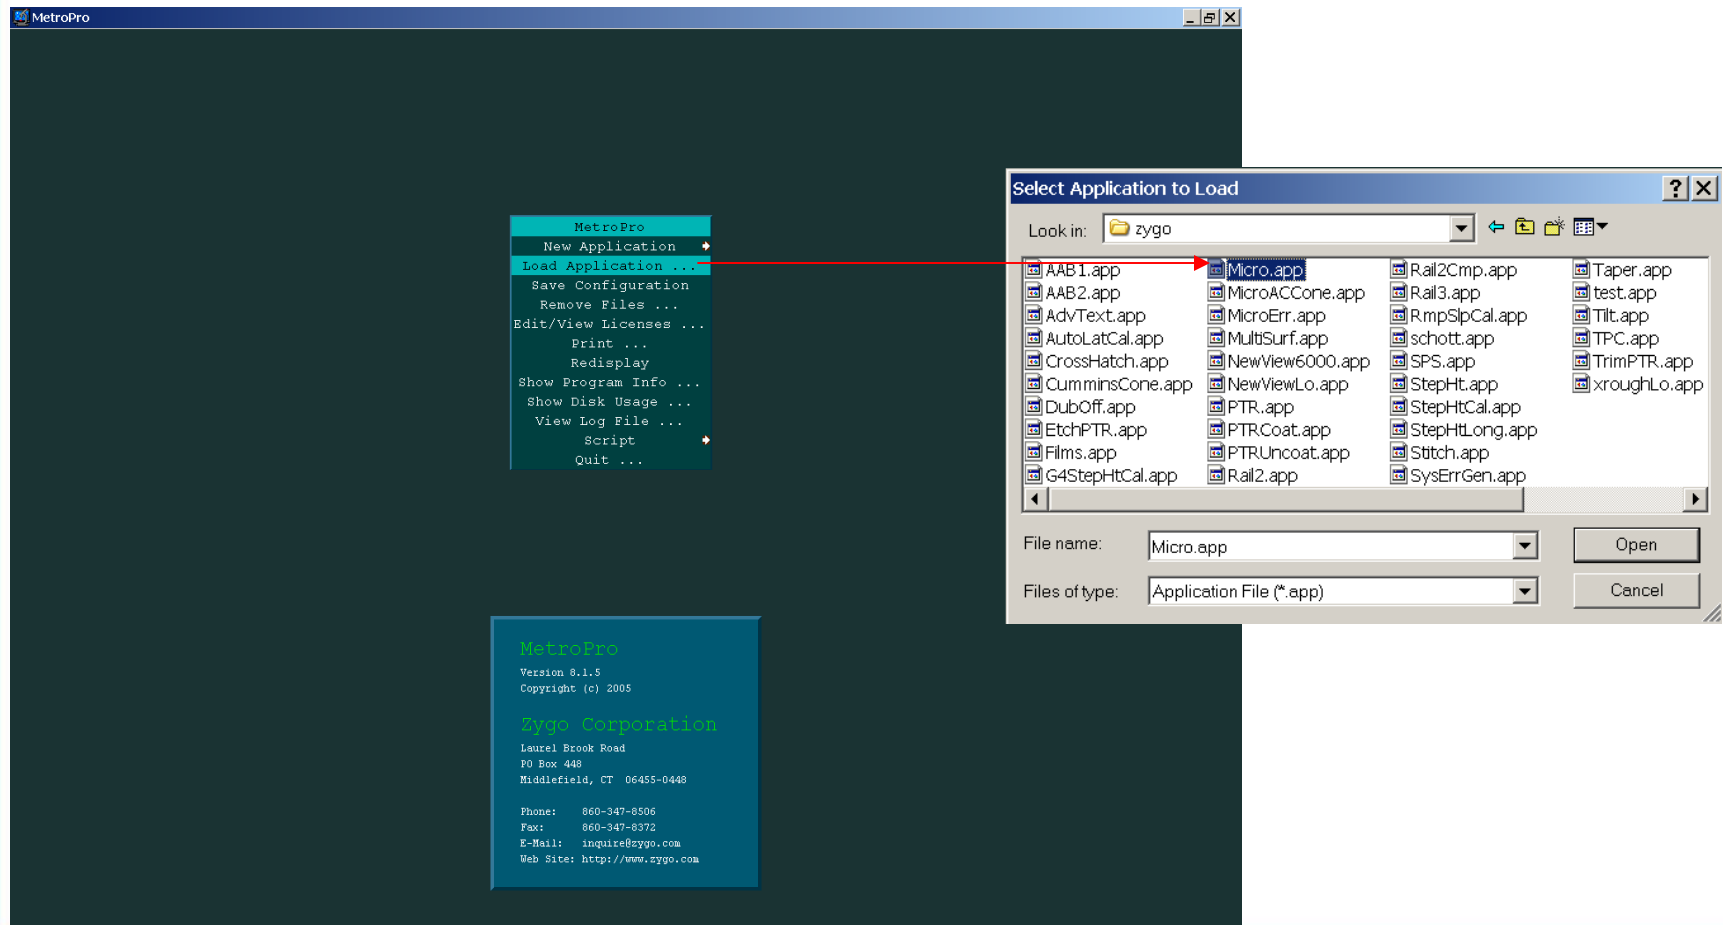 MetroPro
MetroPro
New Application
Load Application ...
Save Configuration
Remove Files ...
Edit/View Licenses ...
Print ...
Redisplay
Show Program Info ...
Show Disk Usage ...
View Log File ...
Script
Quit ...
MetroPro
Version 8.1.5
Copyright (c) 2005
Zygo Corporation
Laurel Brook Road
PO Box 448
Middlefield, CT 06455-0448
Phone: 860-347-8506
Fax: 860-347-8372
E-Mail: inquire@zygo.com
Web Site: http://www.zygo.com
Select Application to Load
Look in: zygo
AAB1.app
AAB2.app
AdvText.app
AutoLatCal.app
CrossHatch.app
CumminsCone.app
DubOff.app
EtchPTR.app
Films.app
G4StepHtCal.app
Micro.app
MicroACCone.app
MicroErr.app
MultiSurf.app
NewView6000.app
NewViewLo.app
PTR.app
PTRCoat.app
PTRUncoat.app
Rail2.app
Rail2Cmp.app
Rail3.app
RmpSlpCal.app
schott.app
SPS.app
StepHt.app
StepHtCal.app
StepHtLong.app
Stitch.app
SysErrGen.app
Taper.app
test.app
Tilt.app
TPC.app
TrimPTR.app
xroughLo.app
File name: Micro.app
Open
Files of type: Application File (*.app)
Cancel